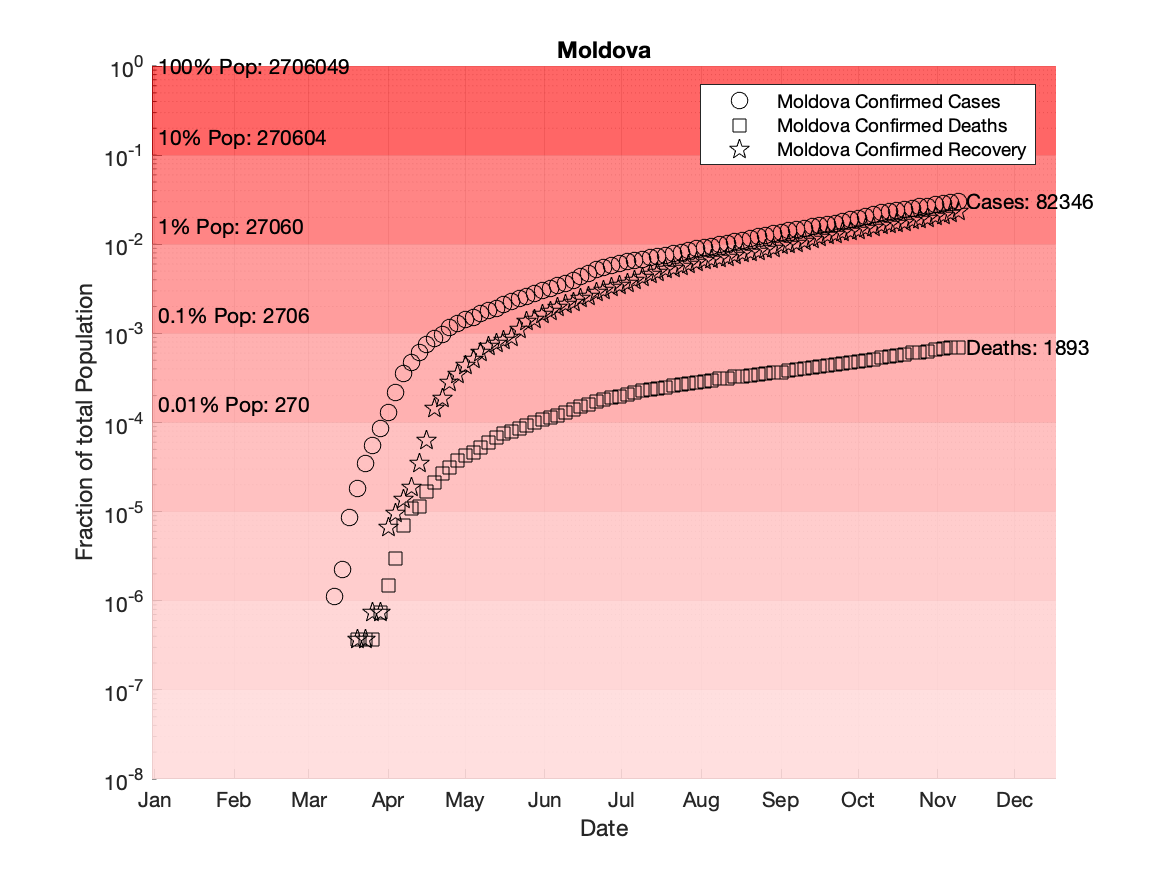 Moldova
10^0
10^-1
10^-2
10^-3
10^-4
10^-5
10^-6
10^-7
10^-8
Fraction of total Population
100% Pop: 2706049
10% Pop: 270604
1% Pop: 27060
0.1% Pop: 2706
0.01% Pop: 270
Moldova Confirmed Cases
Moldova Confirmed Deaths
Moldova Confirmed Recovery
Cases: 82346
Deaths: 1893
Jan Feb Mar Apr May Jun Jul Aug Sep Oct Nov Dec
Date